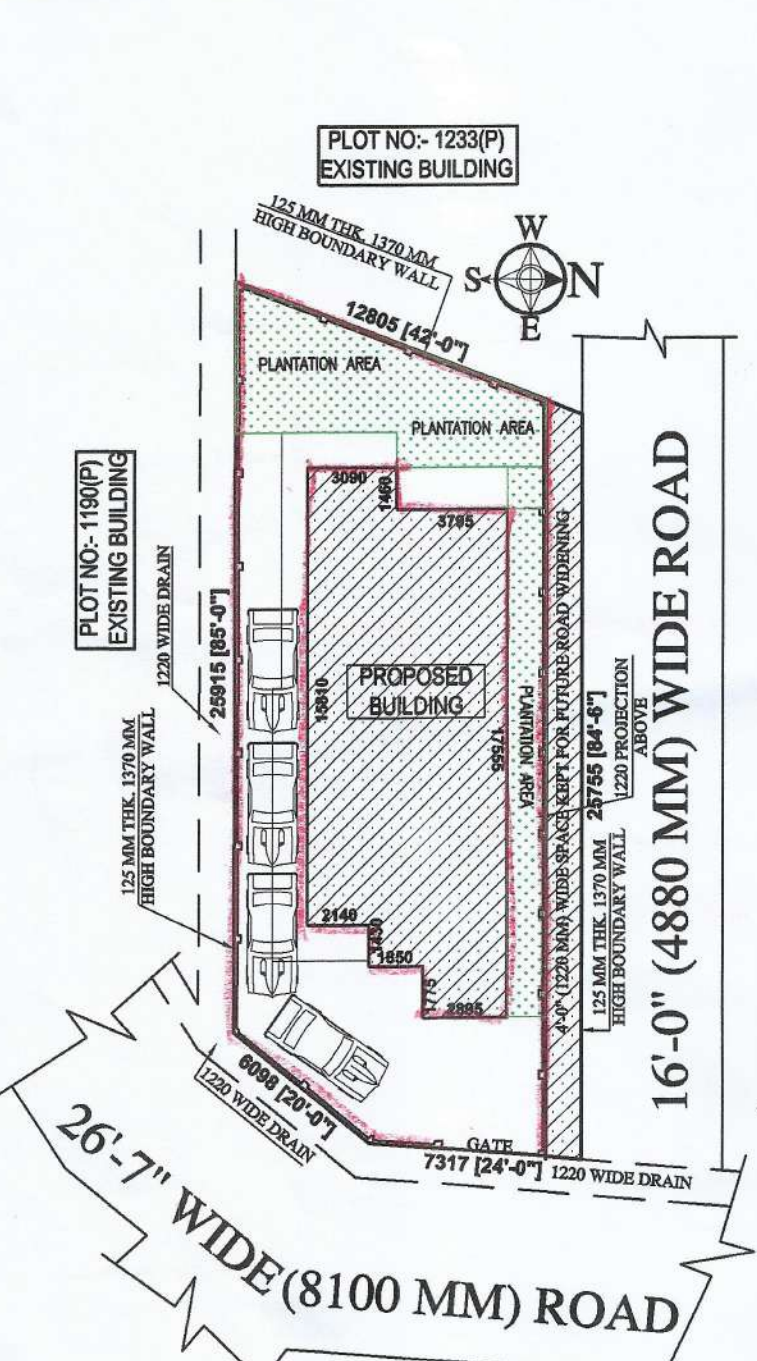 PLOT NO:- 1233(P)
EXISTING BUILDING
125 MM THK. 1370 MM
HIGH BOUNDARY WALL
W
S
N
E
12805 [42'-0"]
PLANTATION AREA
PLANTATION AREA
PLOT NO:- 1190(P)
EXISTING BUILDING
3090
1460
3795
1220 WIDE DRAIN
25915 [85'-0"]
PROPOSED
BUILDING
17555
PLANTATION AREA
4'-0" (1220 MM) WIDE SPACE KEPT FOR FUTURE ROAD WIDENING
25755 [84'-6"]
1220 PROJECTION
ABOVE
16'-0" (4880 MM) WIDE ROAD
125 MM THK. 1370 MM
HIGH BOUNDARY WALL
125 MM THK. 1370 MM
HIGH BOUNDARY WALL
2140
1850
1775
6098 [20'-0"]
1220 WIDE DRAIN
GATE
7317 [24'-0"]
1220 WIDE DRAIN
26'-7" WIDE (8100 MM) ROAD